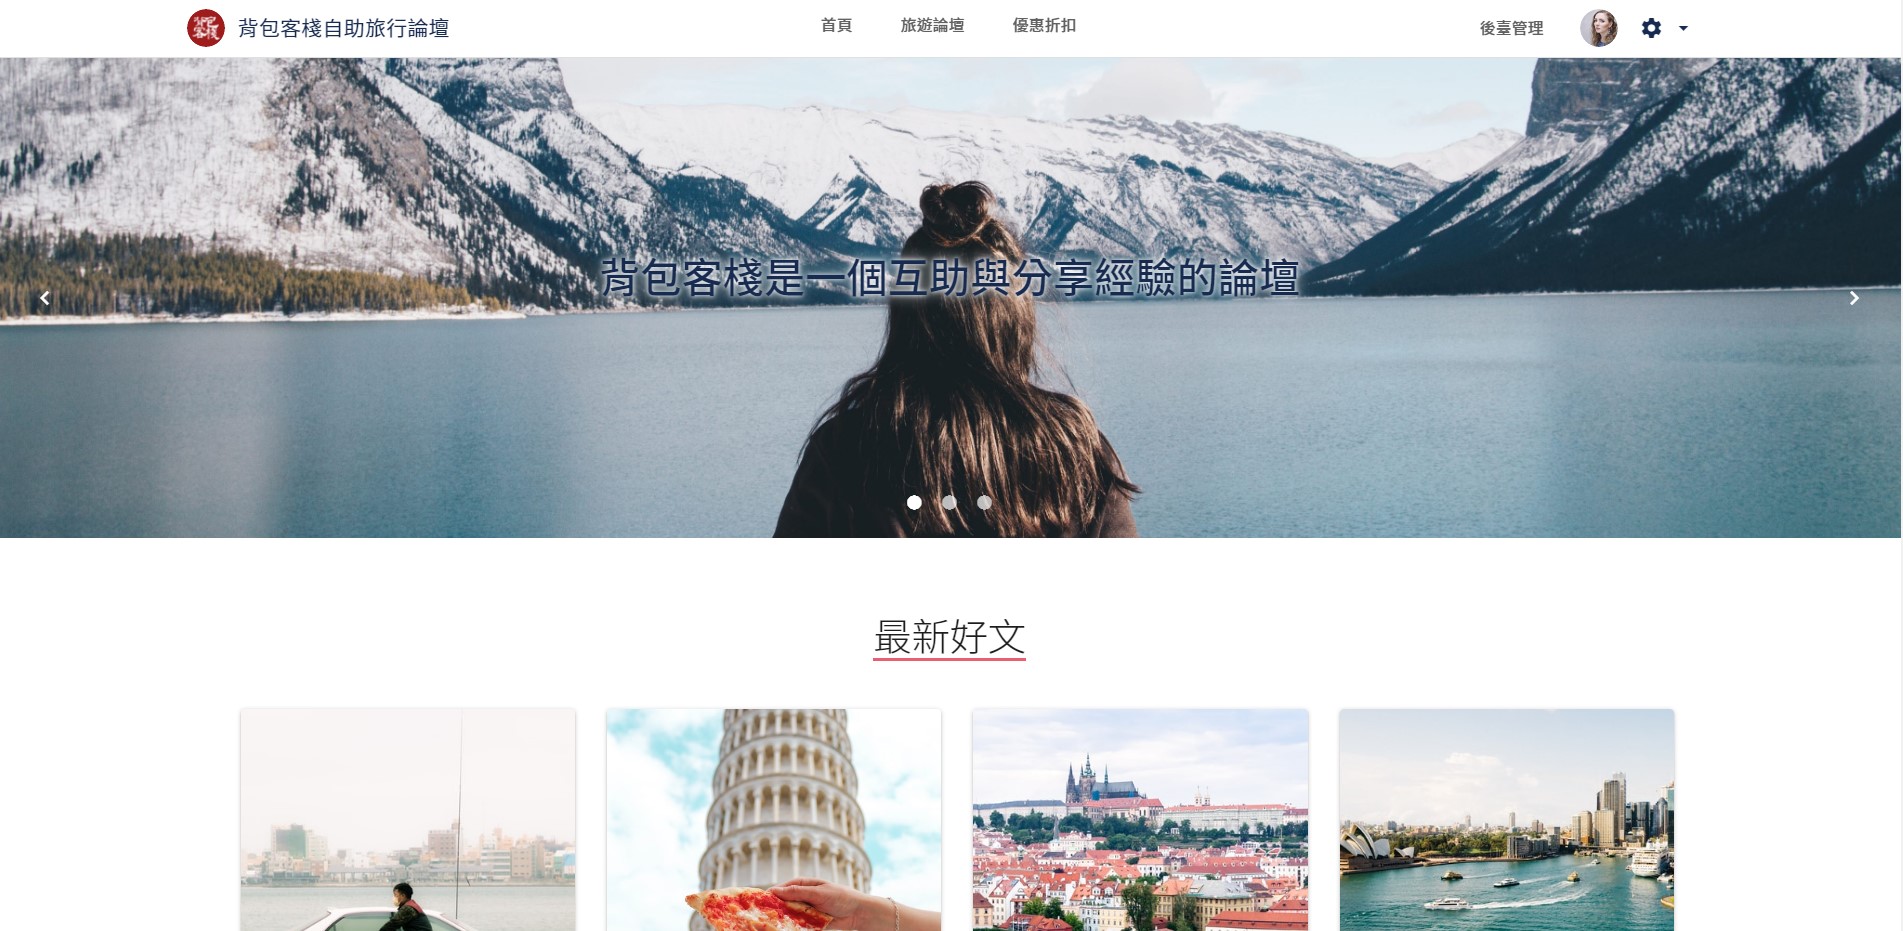 背包客棧自助旅行論壇
首頁 旅遊論壇 優惠折扣
後臺管理
背包客棧是一個互助與分享經驗的論壇
最新好文